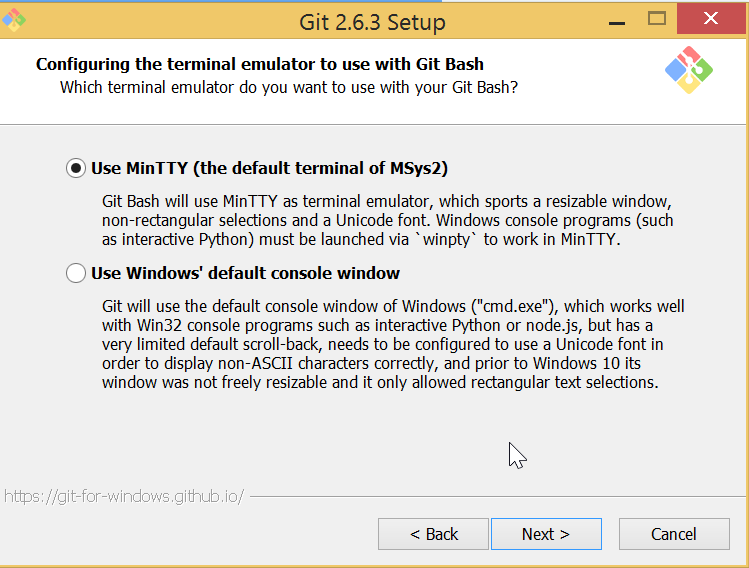 Git 2.6.3 Setup
Configuring the terminal emulator to use with Git Bash
Which terminal emulator do you want to use with your Git Bash?
Use MinTTY (the default terminal of MSys2)
Git Bash will use MinTTY as terminal emulator, which sports a resizable window,
non-rectangular selections and a Unicode font. Windows console programs (such
as interactive Python) must be launched via `winpty` to work in MinTTY.
Use Windows' default console window
Git will use the default console window of Windows ("cmd.exe"), which works well
with Win32 console programs such as interactive Python or node.js, but has a
very limited default scroll-back, needs to be configured to use a Unicode font in
order to display non-ASCII characters correctly, and prior to Windows 10 its
window was not freely resizable and it only allowed rectangular text selections.
https://git-for-windows.github.io/
< Back
Next >
Cancel